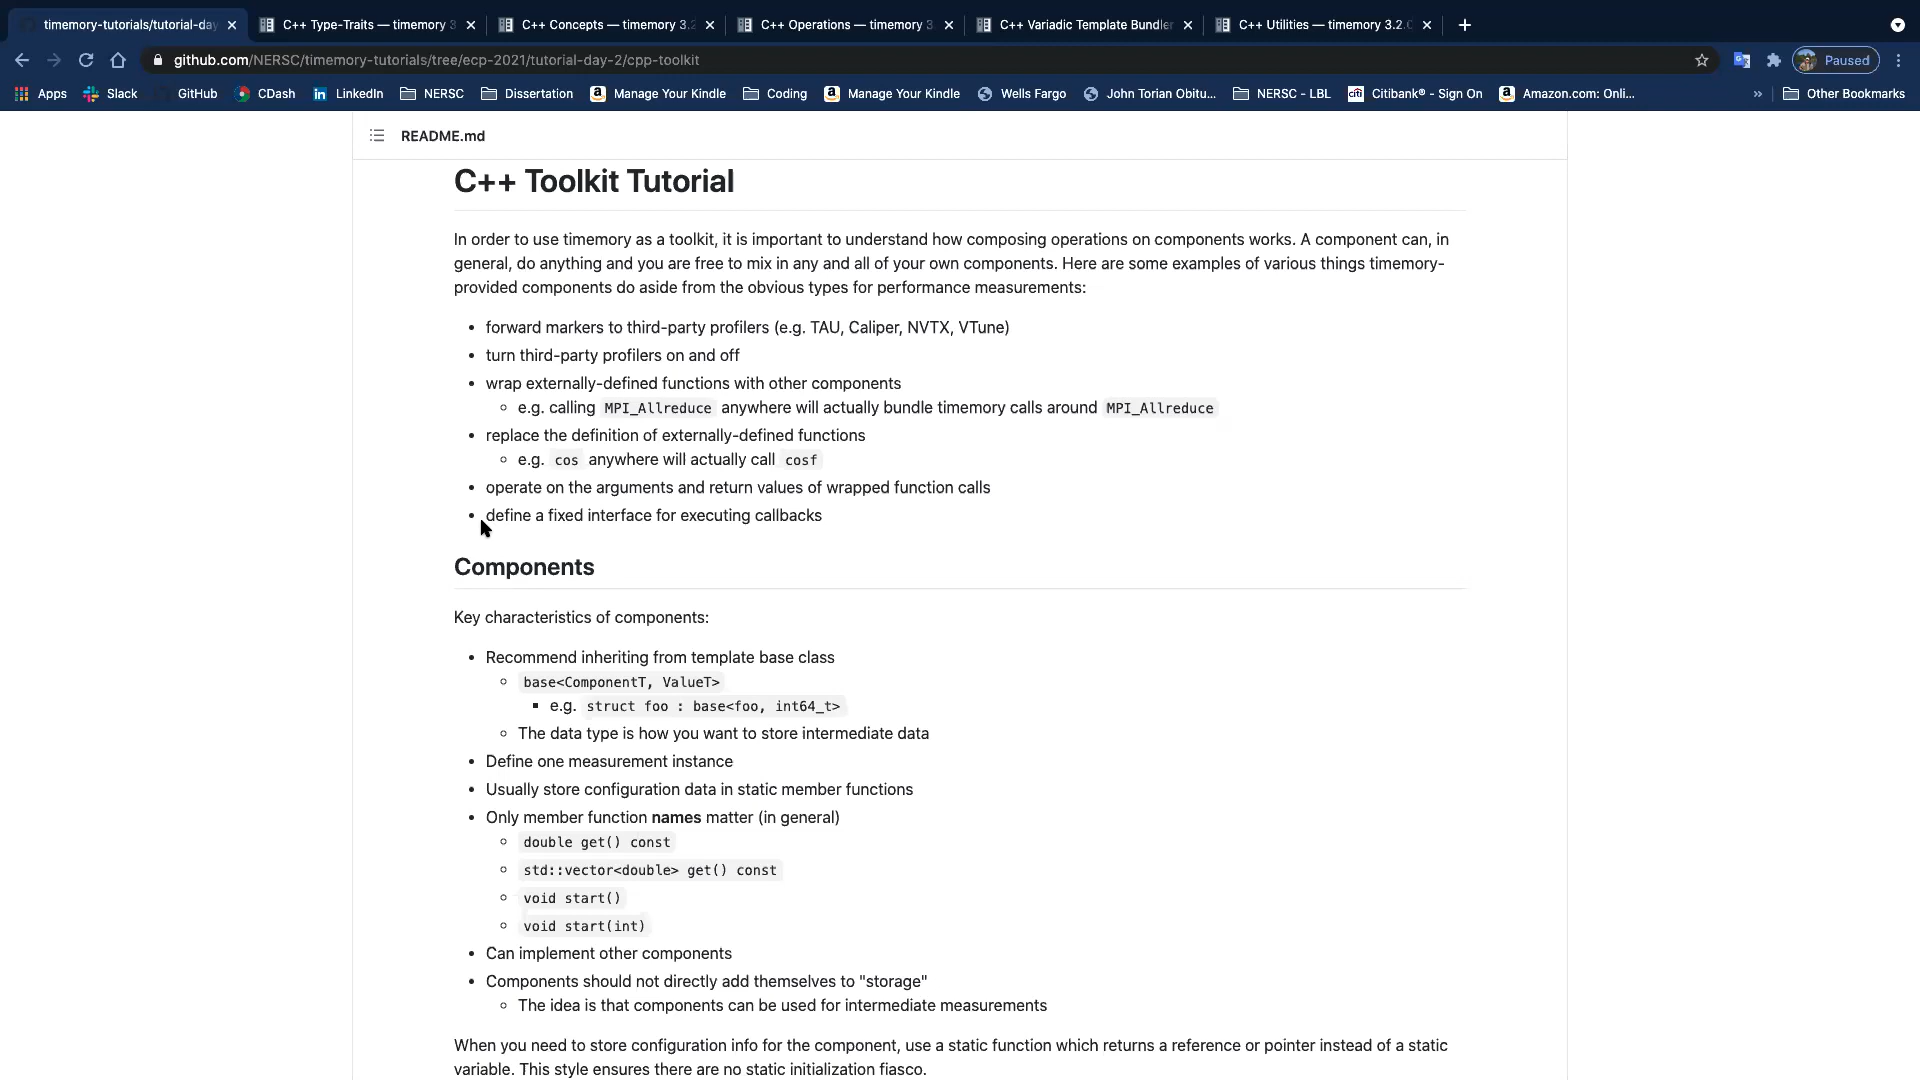 timemory-tutorials/tutorial-day
C++ Type-Traits — timemory 3
C++ Concepts — timemory 3.2
C++ Operations — timemory 3.
C++ Variadic Template Bundler
C++ Utilities — timemory 3.2.0
github.com/NERSC/timemory-tutorials/tree/ecp-2021/tutorial-day-2/cpp-toolkit
Paused
Apps Slack GitHub CDash LinkedIn NERSC Dissertation Manage Your Kindle Coding Manage Your Kindle Wells Fargo John Torian Obitu... NERSC - LBL citi Citibank® - Sign On Amazon.com: Onli... » Other Bookmarks
README.md
C++ Toolkit Tutorial
In order to use timemory as a toolkit, it is important to understand how composing operations on components works. A component can, in
general, do anything and you are free to mix in any and all of your own components. Here are some examples of various things timemory-
provided components do aside from the obvious types for performance measurements:
forward markers to third-party profilers (e.g. TAU, Caliper, NVTX, VTune)
turn third-party profilers on and off
wrap externally-defined functions with other components
e.g. calling MPI_Allreduce anywhere will actually bundle timemory calls around MPI_Allreduce
replace the definition of externally-defined functions
e.g. cos anywhere will actually call cosf
operate on the arguments and return values of wrapped function calls
define a fixed interface for executing callbacks
Components
Key characteristics of components:
Recommend inheriting from template base class
base<ComponentT, ValueT>
e.g. struct foo : base<foo, int64_t>
The data type is how you want to store intermediate data
Define one measurement instance
Usually store configuration data in static member functions
Only member function names matter (in general)
double get() const
std::vector<double> get() const
void start()
void start(int)
Can implement other components
Components should not directly add themselves to "storage"
The idea is that components can be used for intermediate measurements
When you need to store configuration info for the component, use a static function which returns a reference or pointer instead of a static
variable. This style ensures there are no static initialization fiasco.